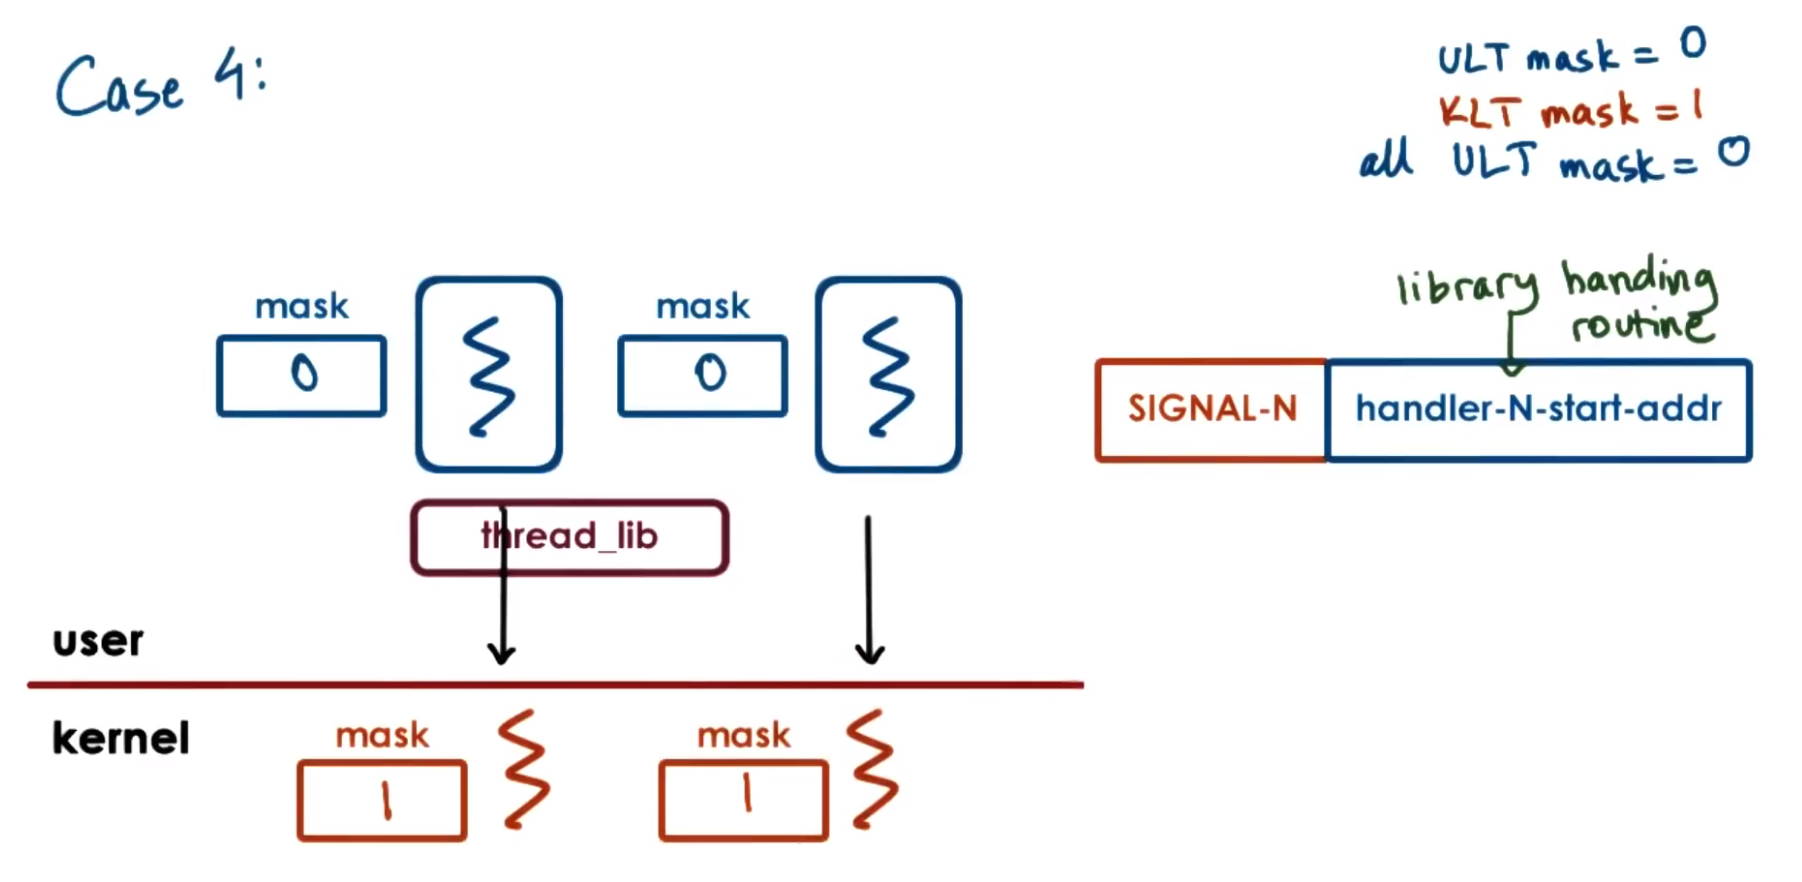 Case 4:
ULT mask = 0
KLT mask = 1
all ULT mask = 0
library handing
routine
mask
0
mask
0
SIGNAL-N
handler-N-start-addr
thread_lib
user
kernel
mask
1
mask
1